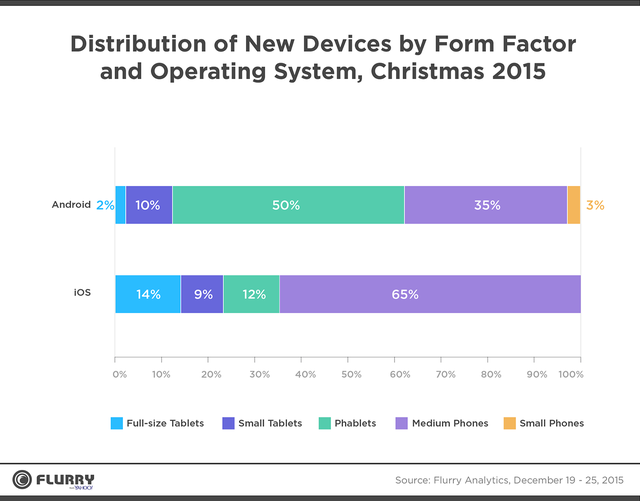 Distribution of New Devices by Form Factor
and Operating System, Christmas 2015
Android 2% 10% 50% 35% 3%
iOS 14% 9% 12% 65%
0% 10% 20% 30% 40% 50% 60% 70% 80% 90% 100%
Full-size Tablets Small Tablets Phablets Medium Phones Small Phones
FLURRY
from YAHOO!
Source: Flurry Analytics, December 19 - 25, 2015